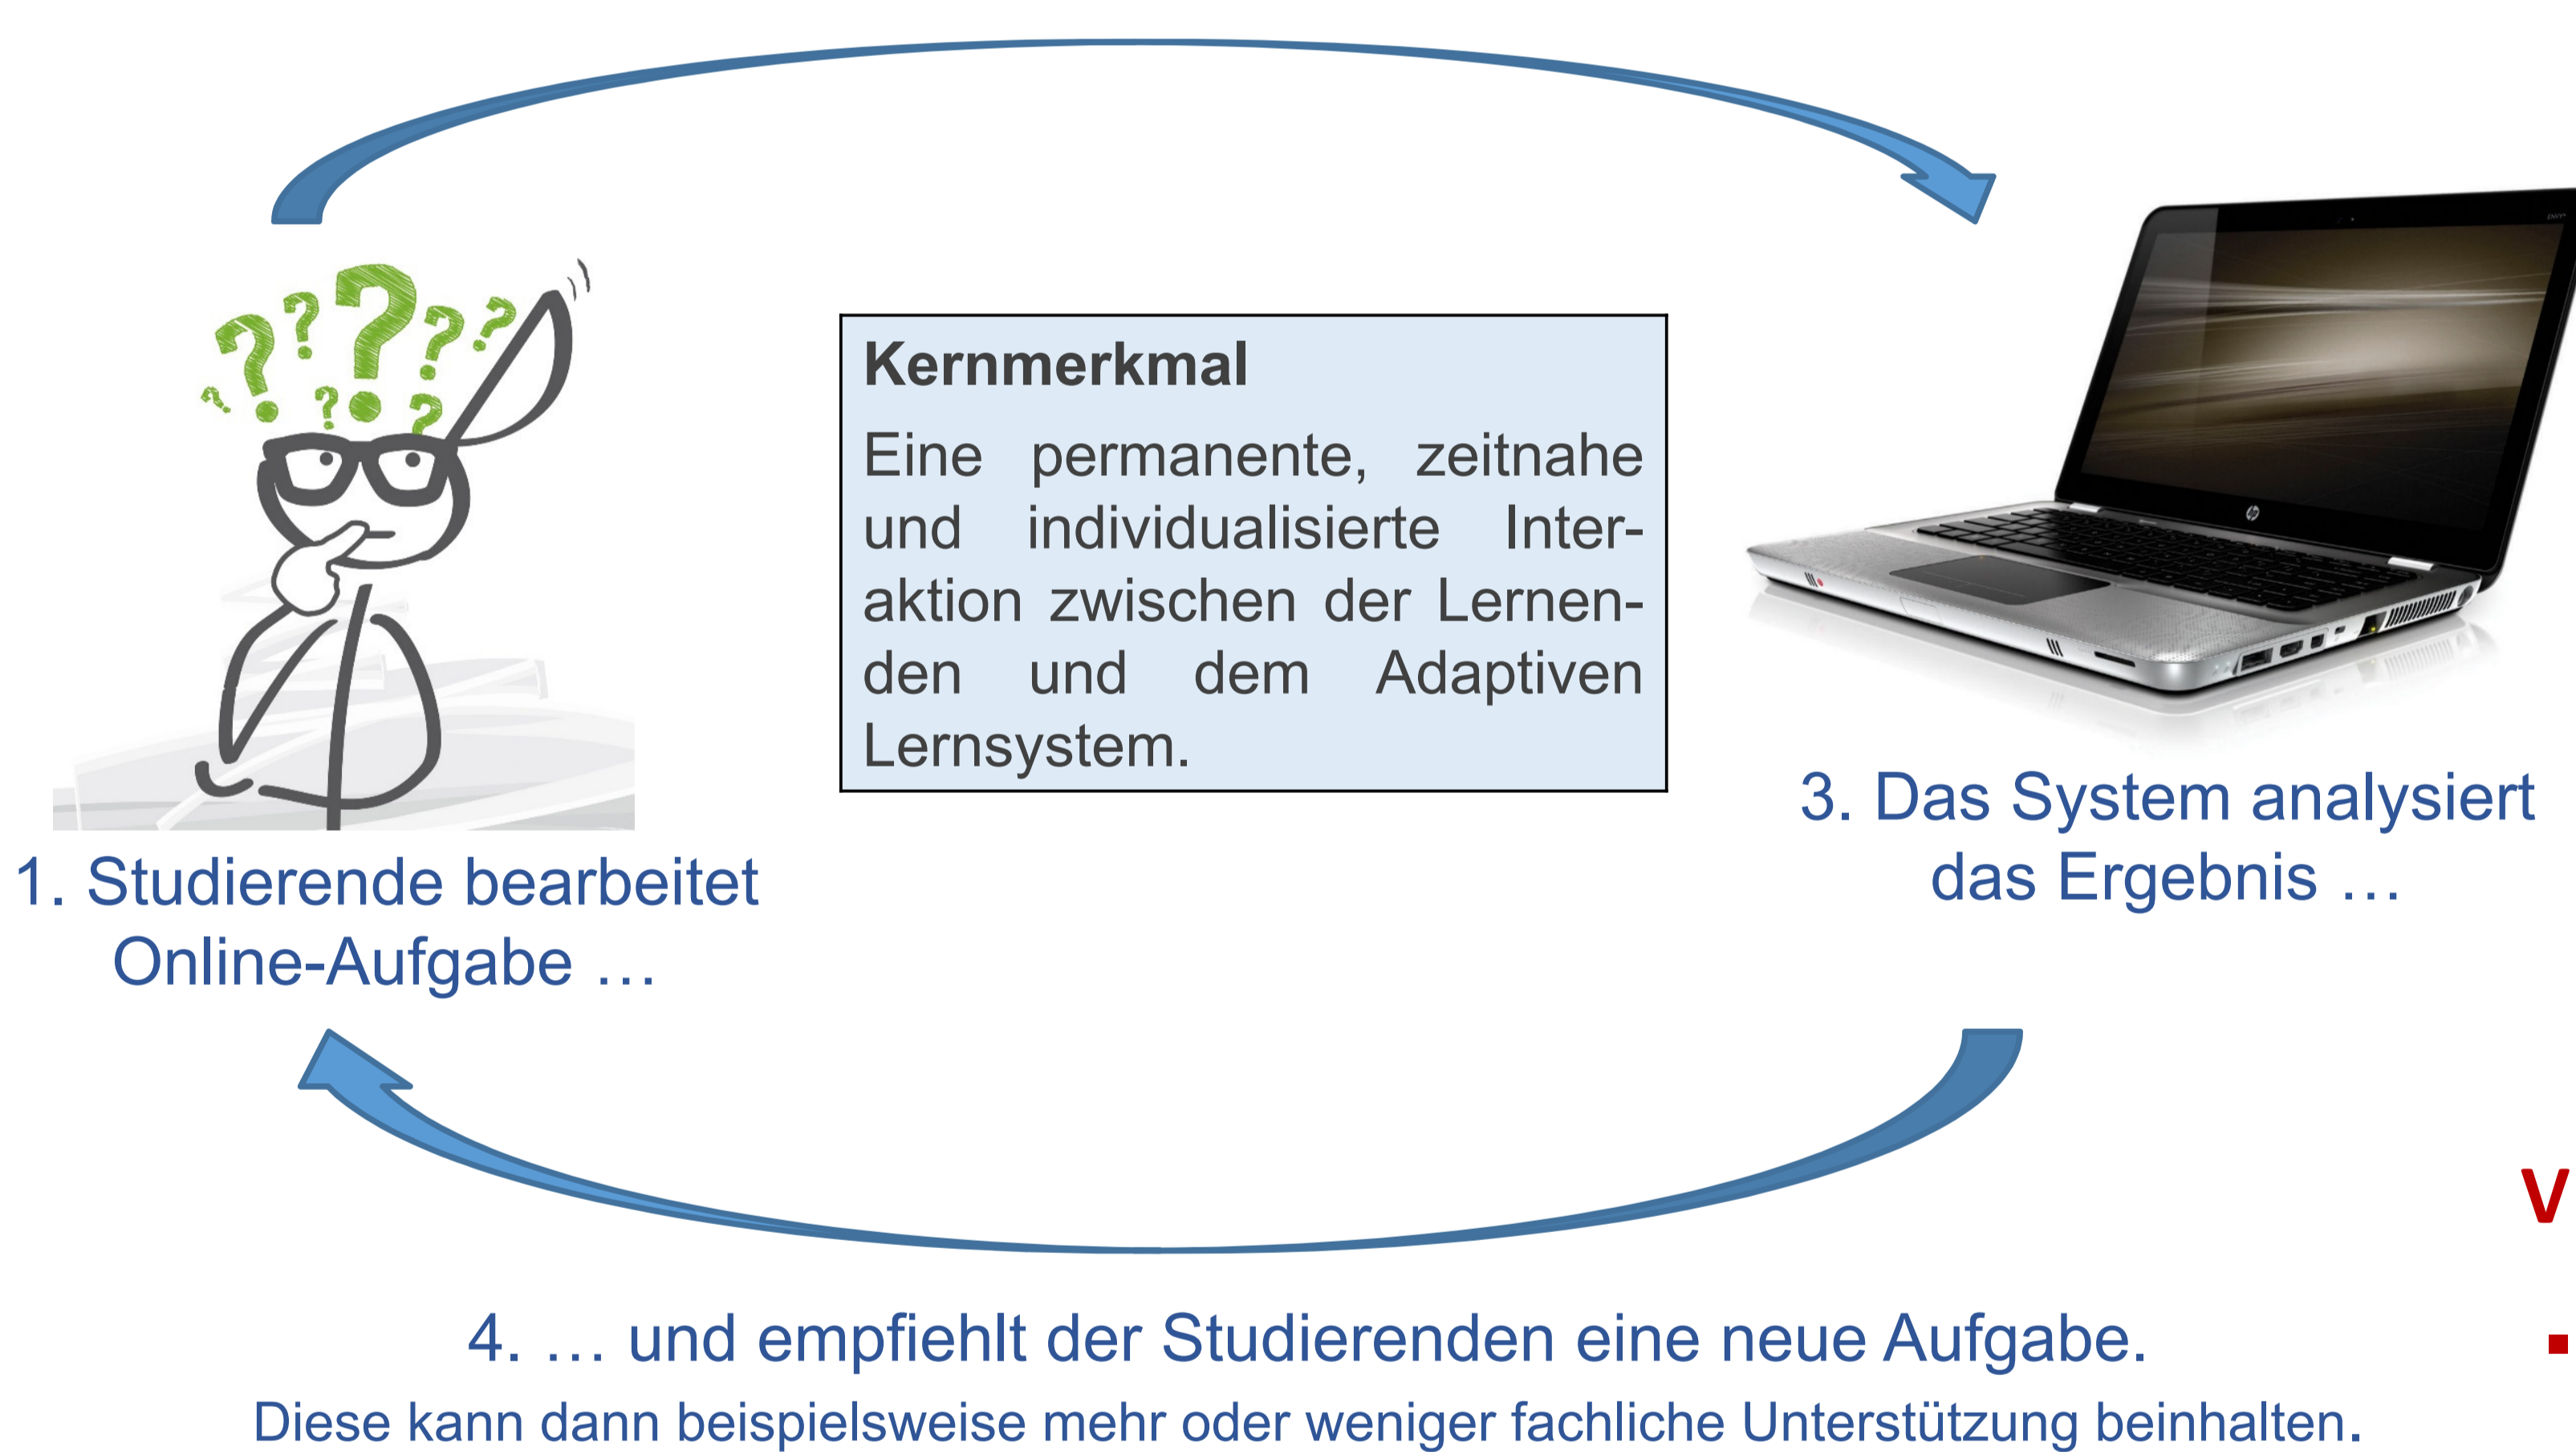 Kernmerkmal
Eine permanente, zeitnahe
und individualisierte Inter-
aktion zwischen der Lernen-
den und dem Adaptiven
Lernsystem.
1. Studierende bearbeitet
Online-Aufgabe …
3. Das System analysiert
das Ergebnis …
V
4. … und empfiehlt der Studierenden eine neue Aufgabe.
Diese kann dann beispielsweise mehr oder weniger fachliche Unterstützung beinhalten.